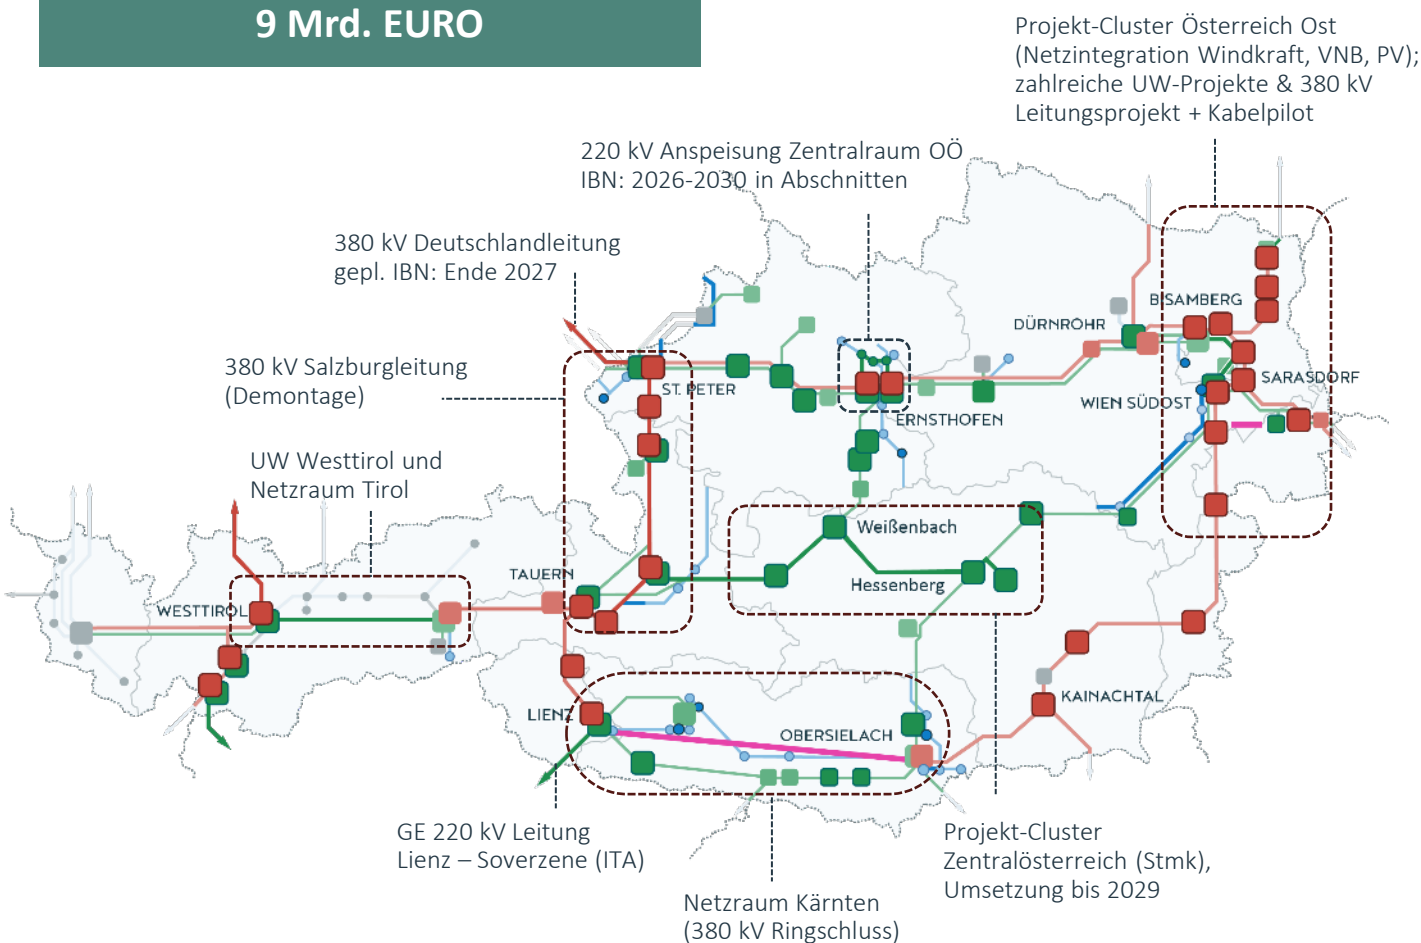 9 Mrd. EURO
Projekt-Cluster Österreich Ost
(Netzintegration Windkraft, VNB, PV);
zahlreiche UW-Projekte & 380 kV
Leitungsprojekt + Kabelpilot
220 kV Anspeisung Zentralraum OÖ
IBN: 2026-2030 in Abschnitten
380 kV Deutschlandleitung
gepl. IBN: Ende 2027
380 kV Salzburgleitung
(Demontage)
UW Westtirol und
Netzraum Tirol
BISAMBERG
DÜRNROHR
SARASDORF
WIEN SÜDOST
ST. PETER
ERNSTHOFEN
Weißenbach
Hessenberg
TAUERN
WESTTIROL
LIENZ
OBERSIELACH
KAINACHTAL
GE 220 kV Leitung
Lienz – Soverzene (ITA)
Netzraum Kärnten
(380 kV Ringschluss)
Projekt-Cluster
Zentralösterreich (Stmk),
Umsetzung bis 2029